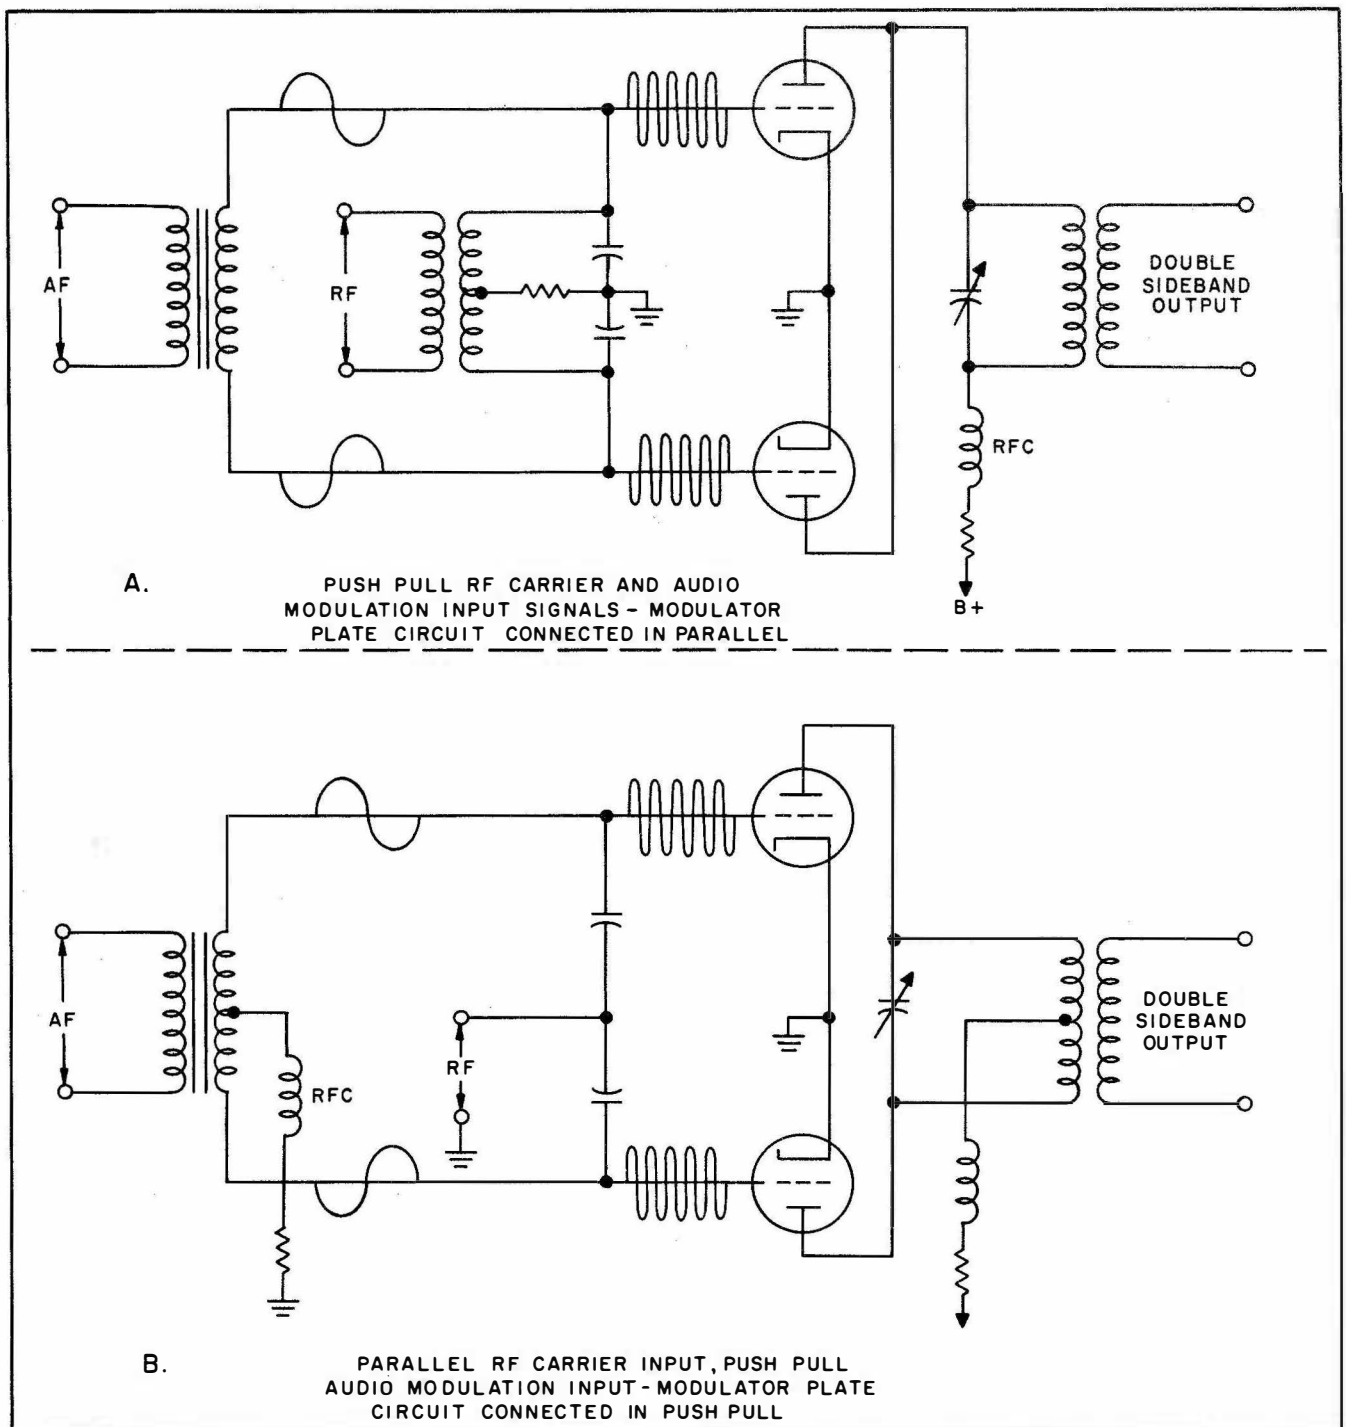 AF
RF
DOUBLE
SIDEBAND
OUTPUT
RFC
B+
A.
PUSH PULL RF CARRIER AND AUDIO
MODULATION INPUT SIGNALS - MODULATOR
PLATE CIRCUIT CONNECTED IN PARALLEL
AF
RFC
RF
DOUBLE
SIDEBAND
OUTPUT
B.
PARALLEL RF CARRIER INPUT, PUSH PULL
AUDIO MODULATION INPUT - MODULATOR PLATE
CIRCUIT CONNECTED IN PUSH PULL